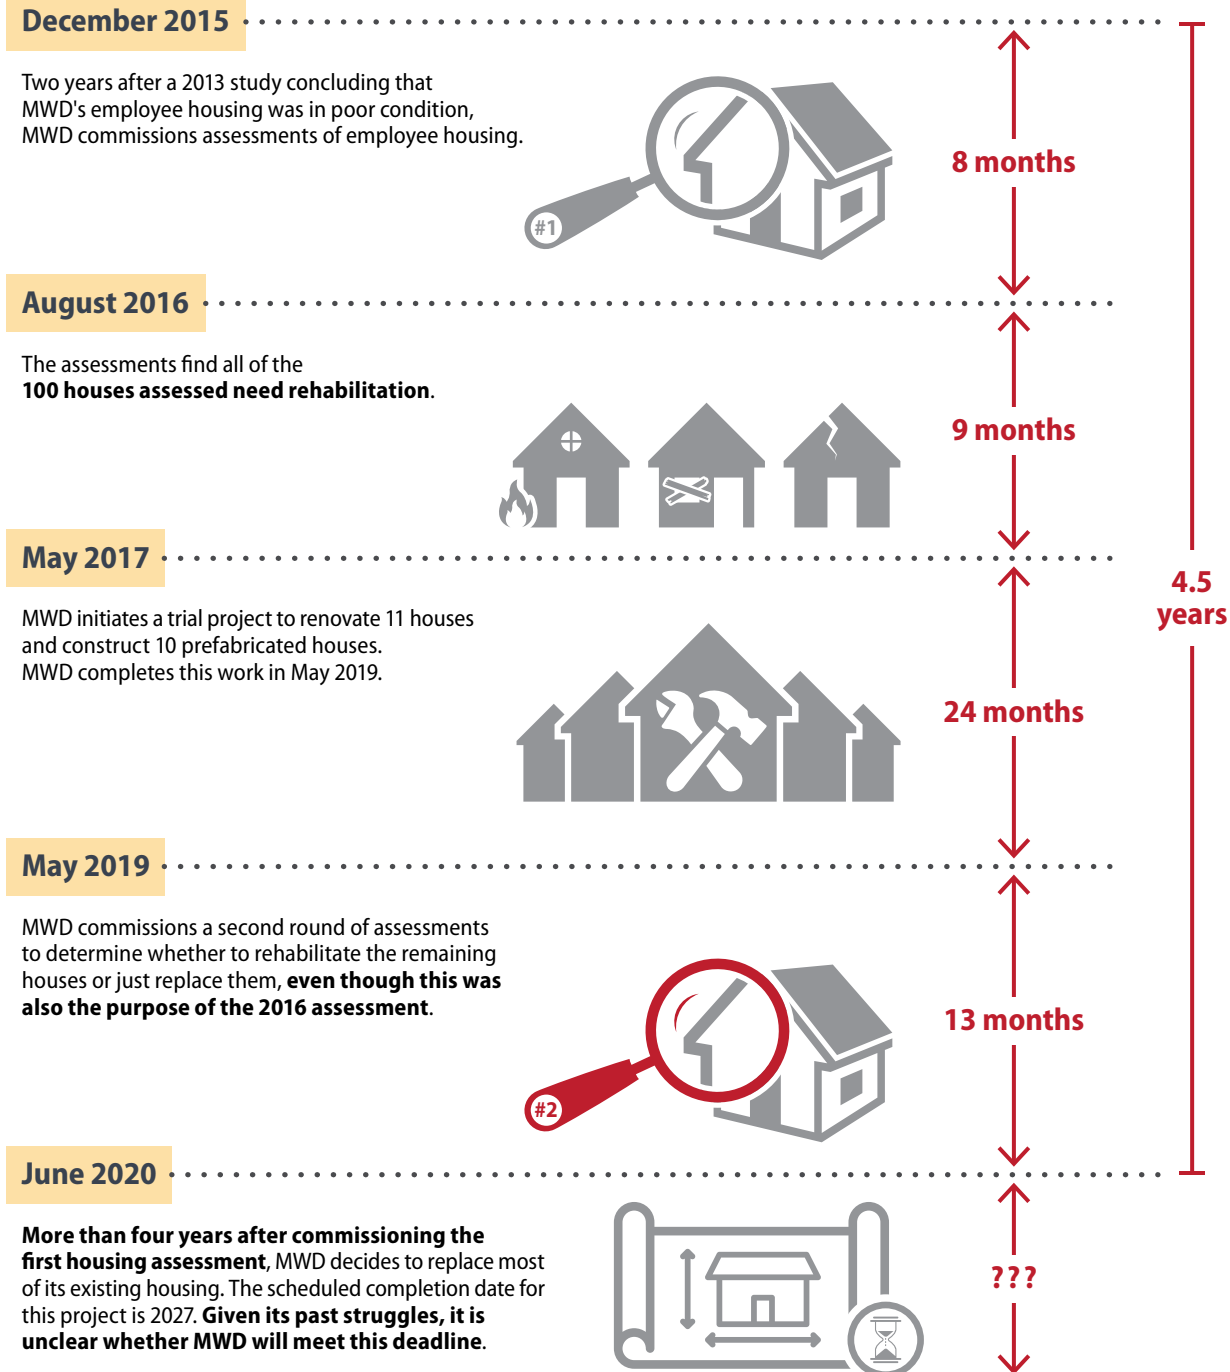 December 2015
Two years after a 2013 study concluding that
MWD's employee housing was in poor condition,
MWD commissions assessments of employee housing.
#1
8 months
August 2016
The assessments find all of the
100 houses assessed need rehabilitation.
9 months
May 2017
MWD initiates a trial project to renovate 11 houses
and construct 10 prefabricated houses.
MWD completes this work in May 2019.
24 months
4.5
years
May 2019
MWD commissions a second round of assessments
to determine whether to rehabilitate the remaining
houses or just replace them, even though this was
also the purpose of the 2016 assessment.
#2
13 months
June 2020
More than four years after commissioning the
first housing assessment, MWD decides to replace most
of its existing housing. The scheduled completion date for
this project is 2027. Given its past struggles, it is
unclear whether MWD will meet this deadline.
???